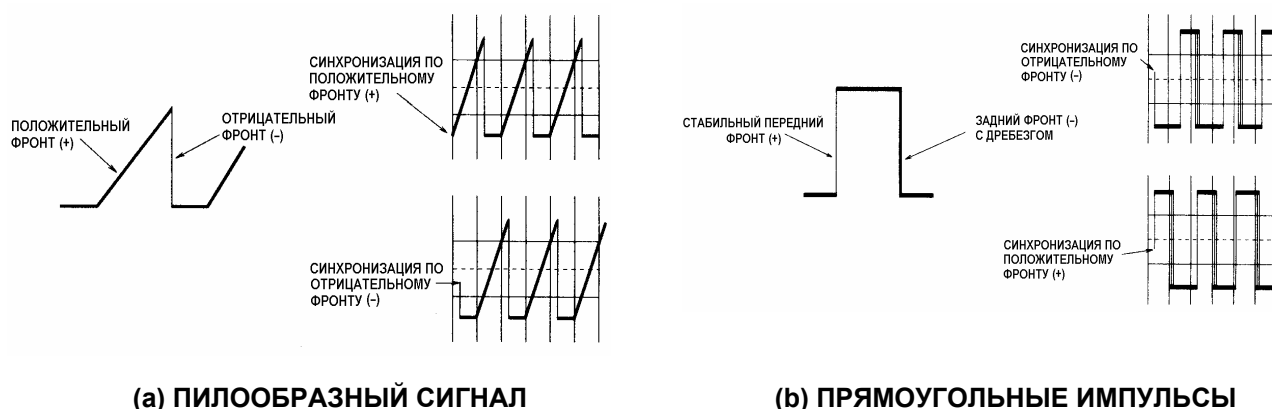 ПОЛОЖИТЕЛЬНЫЙ
ФРОНТ (+)
ОТРИЦАТЕЛЬНЫЙ
ФРОНТ (–)
СИНХРОНИЗАЦИЯ ПО
ПОЛОЖИТЕЛЬНОМУ
ФРОНТУ (+)
СИНХРОНИЗАЦИЯ ПО
ОТРИЦАТЕЛЬНОМУ
ФРОНТУ (–)
(a) ПИЛООБРАЗНЫЙ СИГНАЛ
СТАБИЛЬНЫЙ ПЕРЕДНИЙ
ФРОНТ (+)
ЗАДНИЙ ФРОНТ (–)
С ДРЕБЕЗГОМ
СИНХРОНИЗАЦИЯ ПО
ОТРИЦАТЕЛЬНОМУ
ФРОНТУ (–)
СИНХРОНИЗАЦИЯ ПО
ПОЛОЖИТЕЛЬНОМУ
ФРОНТУ (+)
(b) ПРЯМОУГОЛЬНЫЕ ИМПУЛЬСЫ